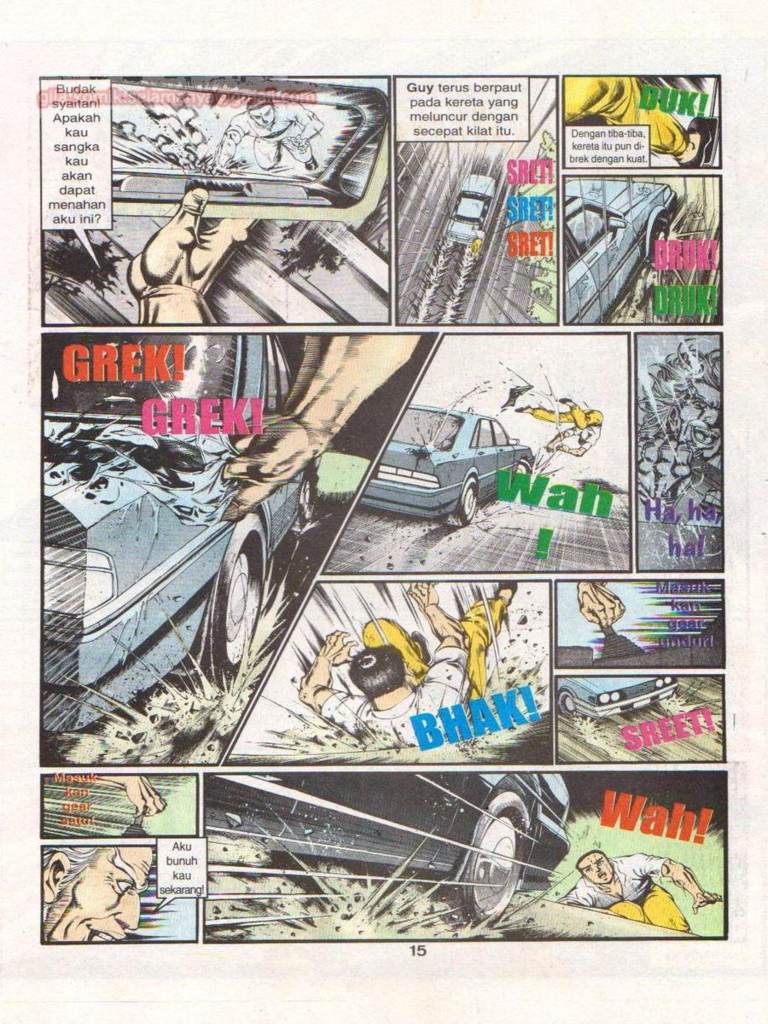 Budak
syaitan!
Apakah
kau
sangka
kau
akan
dapat
menahan
aku ini?
Guy terus berpaut
pada kereta yang
meluncur dengan
secepat kilat itu.
SRET!
SRET!
SRET!
DUK!
Dengan tiba-tiba,
kereta itu pun di-
brek dengan kuat.
DRUK!
DRUK!
GREK!
GREK!
Wah
!
Ha, ha,
ha!
BHAK!
Masuk-
kan
gear
undur!
SREET!
Masuk-
kan
gear
satu!
Aku
bunuh
kau
sekarang!
Wah!
15